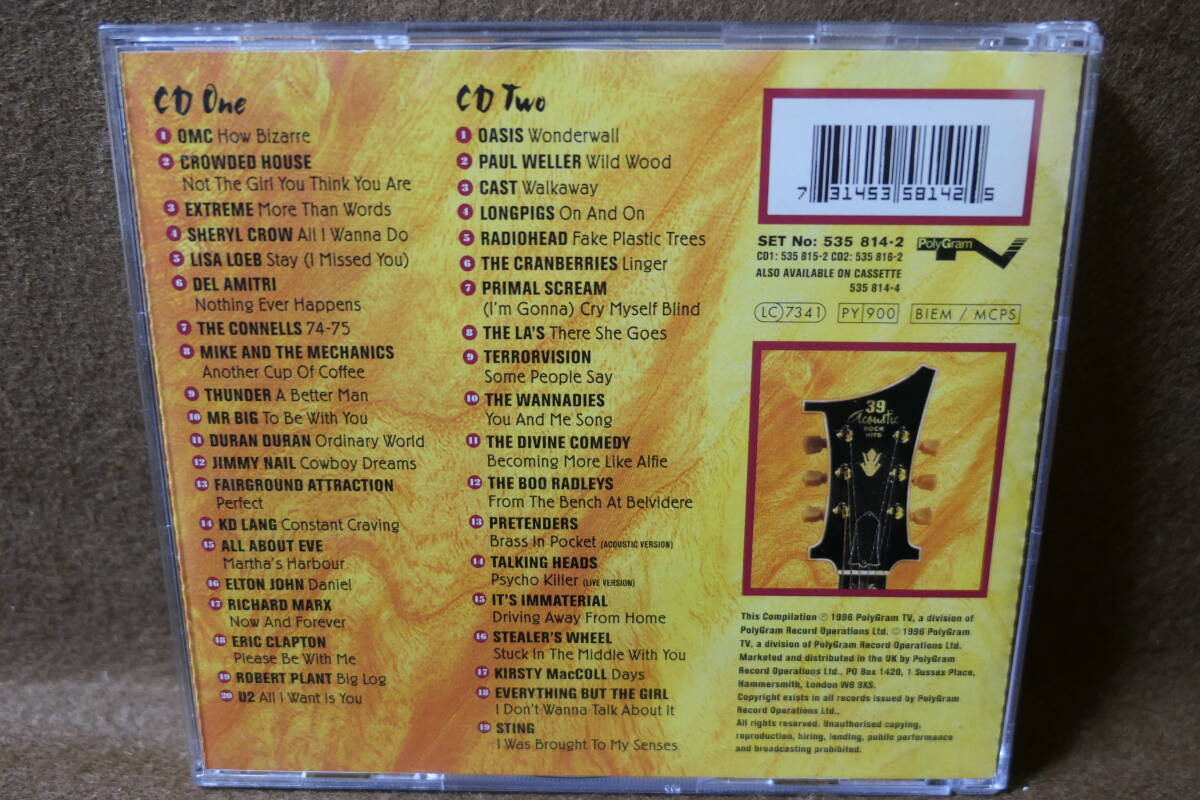 CD One
1 OMC How Bizarre
2 CROWDED HOUSE
Not The Girl You Think You Are
3 EXTREME More Than Words
4 SHERYL CROW All I Wanna Do
5 LISA LOEB Stay (I Missed You)
6 DEL AMITRI
Nothing Ever Happens
7 THE CONNELLS 74-75
8 MIKE AND THE MECHANICS
Another Cup Of Coffee
9 THUNDER A Better Man
10 MR BIG To Be With You
11 DURAN DURAN Ordinary World
12 JIMMY NAIL Cowboy Dreams
13 FAIRGROUND ATTRACTION
Perfect
14 KD LANG Constant Craving
15 ALL ABOUT EVE
Martha's Harbour
16 ELTON JOHN Daniel
17 RICHARD MARX
Now And Forever
18 ERIC CLAPTON
Please Be With Me
19 ROBERT PLANT Big Log
20 U2 All I Want Is You
CD Two
1 OASIS Wonderwall
2 PAUL WELLER Wild Wood
3 CAST Walkaway
4 LONGPIGS On And On
5 RADIOHEAD Fake Plastic Trees
6 THE CRANBERRIES Linger
7 PRIMAL SCREAM
(I'm Gonna) Cry Myself Blind
8 THE LA'S There She Goes
9 TERRORVISION
Some People Say
10 THE WANNADIES
You And Me Song
11 THE DIVINE COMEDY
Becoming More Like Alfie
12 THE BOO RADLEYS
From The Bench At Belvidere
13 PRETENDERS
Brass In Pocket (ACOUSTIC VERSION)
14 TALKING HEADS
Psycho Killer (LIVE VERSION)
15 IT'S IMMATERIAL
Driving Away From Home
16 STEALER'S WHEEL
Stuck In The Middle With You
17 KIRSTY MacCOLL Days
18 EVERYTHING BUT THE GIRL
I Don't Wanna Talk About It
19 STING
I Was Brought To My Senses
7 31453 58142 5
SET No: 535 814-2
CD1: 535 815-2 CD2: 535 816-2
ALSO AVAILABLE ON CASSETTE
535 814-4
PolyGram TV
LC 7341 PY 900 BIEM / MCPS
39
Acoustic
ROCK
HITS
This Compilation ℗ 1996 PolyGram TV, a division of
PolyGram Record Operations Ltd. © 1996 PolyGram
TV, a division of PolyGram Record Operations Ltd.
Marketed and distributed in the UK by PolyGram
Record Operations Ltd., PO Box 1420, 1 Sussex Place,
Hammersmith, London W6 9XS.
Copyright exists in all records issued by PolyGram
Record Operations Ltd.,
All rights reserved. Unauthorised copying,
reproduction, hiring, lending, public performance
and broadcasting prohibited.